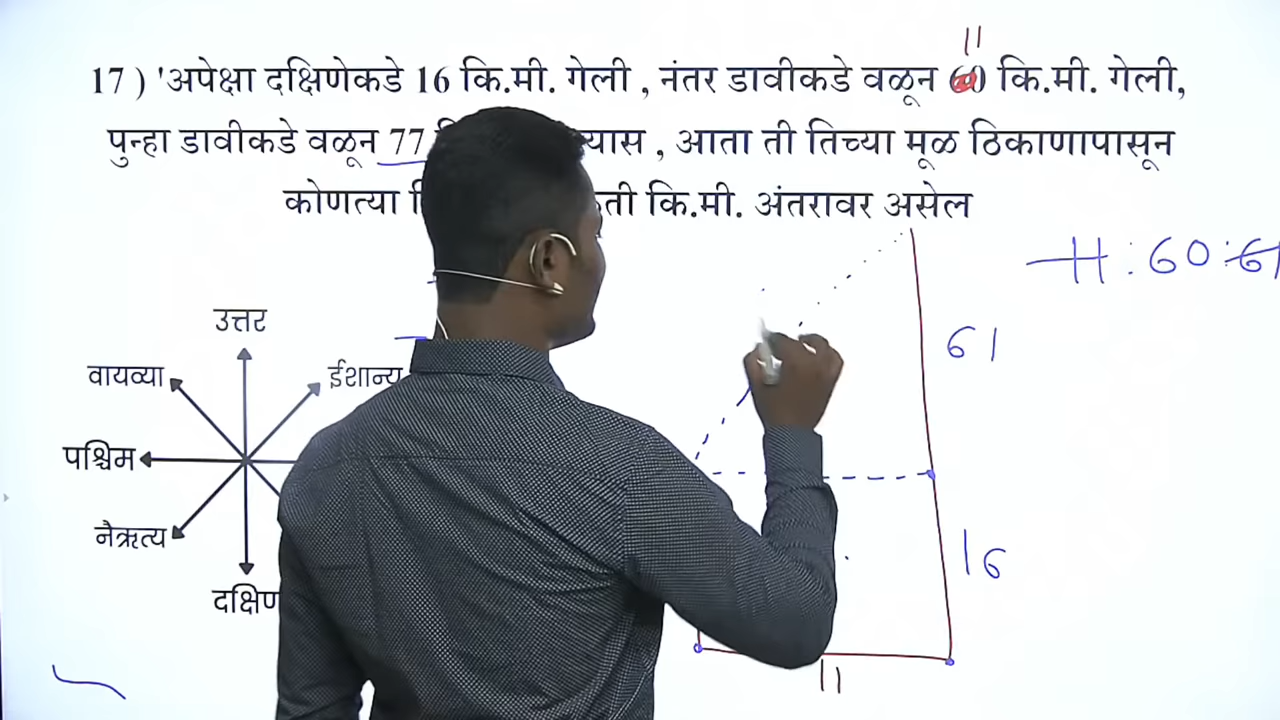 11
17 ) 'अपेक्षा दक्षिणेकडे 16 कि.मी. गेली , नंतर डावीकडे वळून 60 कि.मी. गेली,
पुन्हा डावीकडे वळून 77 , आता ती तिच्या मूळ ठिकाणापासून
कोणत्या कि.मी. अंतरावर असेल
11 : 60 : 61
उत्तर
वायव्या
ईशान्य
61
पश्चिम
नैऋत्य
16
दक्षिण
11